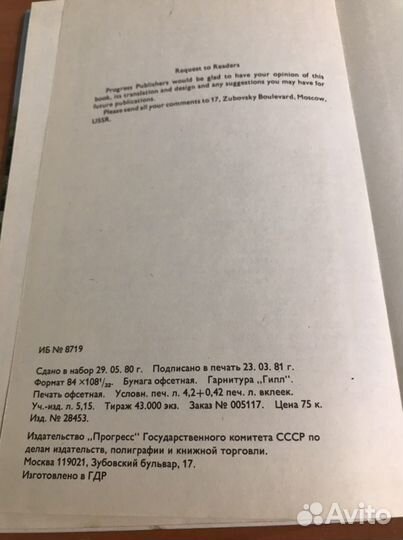 Request to Readers
Progress Publishers would be glad to have your opinion of this
book, its translation and design and any suggestions you may have for
future publications.
Please send all your comments to 17, Zubovsky Boulevard, Moscow,
USSR.
ИБ № 8719
Сдано в набор 29. 05. 80 г. Подписано в печать 23. 03. 81 г.
Формат 84 ×108¹/₃₂. Бумага офсетная. Гарнитура „Гилл“.
Печать офсетная. Условн. печ. л. 4,2+0,42 печ. л. вклеек.
Уч.-изд. л. 5,15. Тираж 43.000 экз. Заказ № 005117. Цена 75 к.
Изд. № 28453.
Издательство „Прогресс“ Государственного комитета СССР по
делам издательств, полиграфии и книжной торговли.
Москва 119021, Зубовский бульвар, 17.
Изготовлено в ГДР
Avito